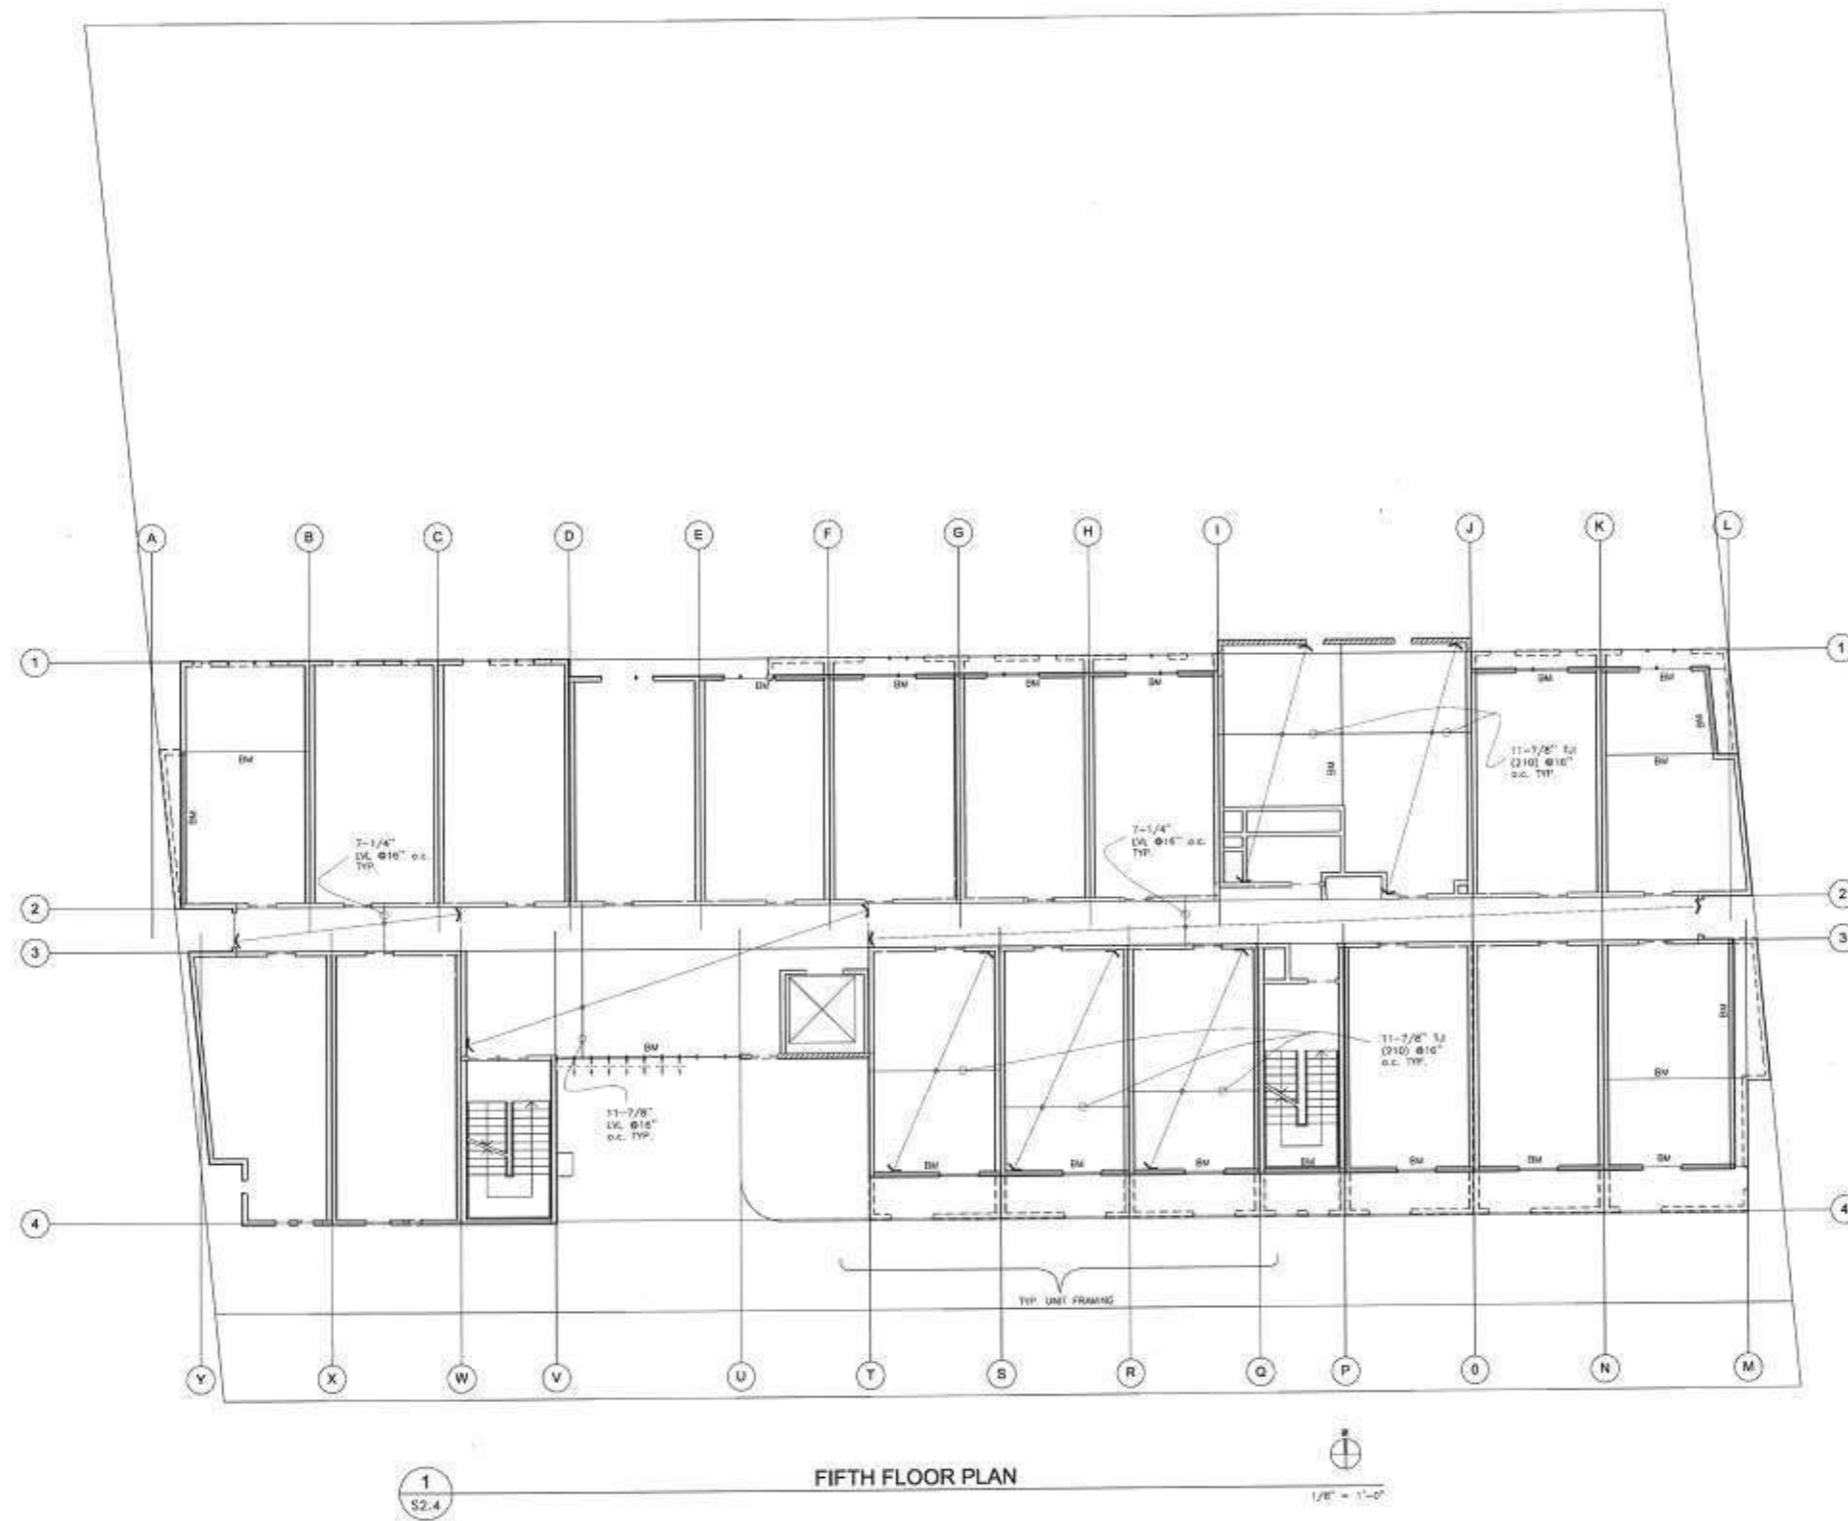 A B C D E F G H I J K L
1 1
BM BM BM BM BM BM
BM
BM BM BM BM
11-7/8" TJI
(210) @16"
o.c. TYP.
BM
7-1/4"
LVL @16" o.c.
TYP.
7-1/4"
LVL @16" o.c.
TYP.
2 2
3 3
BM
BM
11-7/8" TJI
(210) @16"
o.c. TYP.
BM
11-7/8"
LVL @16"
o.c. TYP.
BM BM BM BM BM BM BM
4 4
TYP. UNIT FRAMING
Y X W V U T S R Q P O N M
N
1
S2.4
FIFTH FLOOR PLAN
1/8" = 1'-0"